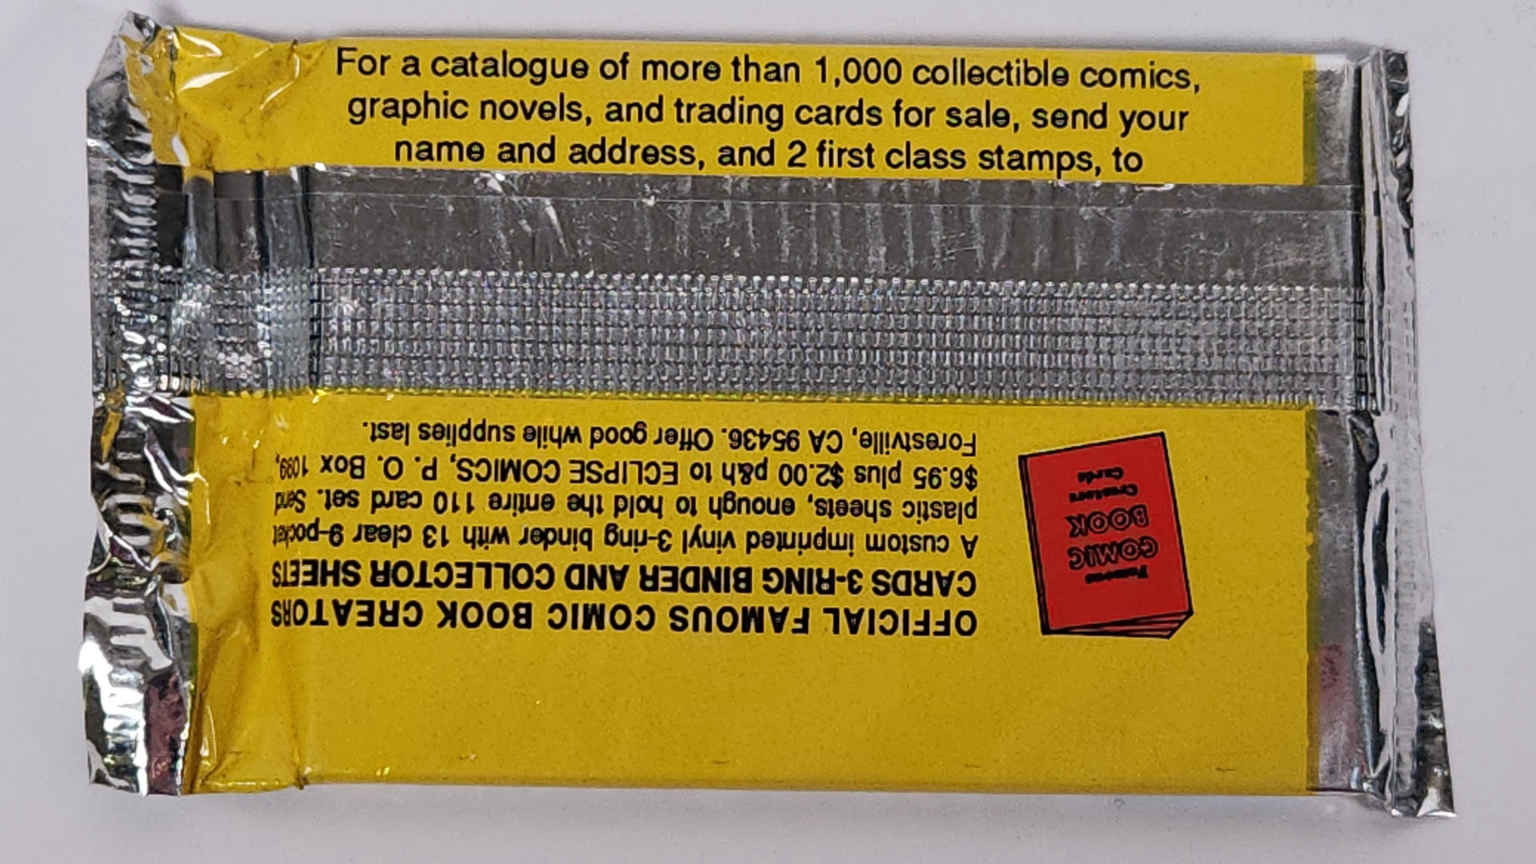 For a catalogue of more than 1,000 collectible comics,
graphic novels, and trading cards for sale, send your
name and address, and 2 first class stamps, to
OFFICIAL FAMOUS COMIC BOOK CREATORS
CARDS 3-RING BINDER AND COLLECTOR SHEETS
A custom imprinted vinyl 3-ring binder with 13 clear 9-pocket
plastic sheets, enough to hold the entire 110 card set. Send
$6.95 plus $2.00 p&h to ECLIPSE COMICS, P. O. Box 1099,
Forestville, CA 95436. Offer good while supplies last.
Famous
COMIC
BOOK
Creators
Cards